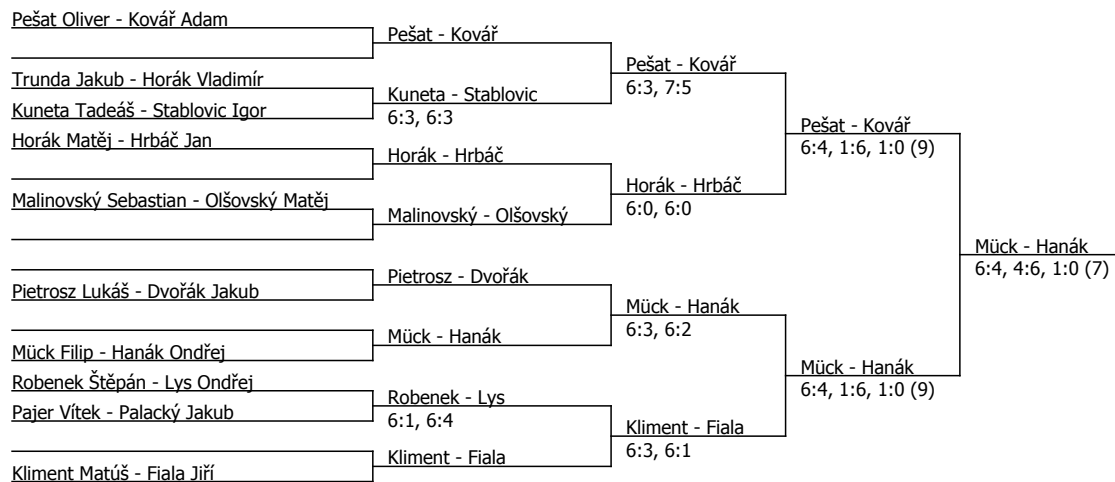 Pešat Oliver - Kovář Adam
Pešat - Kovář
Pešat - Kovář
6:3, 7:5
Trunda Jakub - Horák Vladimír
Kuneta - Stablovic
6:3, 6:3
Kuneta Tadeáš - Stablovic Igor
Pešat - Kovář
6:4, 1:6, 1:0 (9)
Horák Matěj - Hrbáč Jan
Horák - Hrbáč
Horák - Hrbáč
6:0, 6:0
Malinovský Sebastian - Olšovský Matěj
Malinovský - Olšovský
Mück - Hanák
6:4, 4:6, 1:0 (7)
Pietrosz - Dvořák
Pietrosz Lukáš - Dvořák Jakub
Mück - Hanák
6:3, 6:2
Mück - Hanák
Mück Filip - Hanák Ondřej
Mück - Hanák
6:4, 1:6, 1:0 (9)
Robenek Štěpán - Lys Ondřej
Robenek - Lys
6:1, 6:4
Pajer Vítek - Palacký Jakub
Kliment - Fiala
6:3, 6:1
Kliment - Fiala
Kliment Matúš - Fiala Jiří